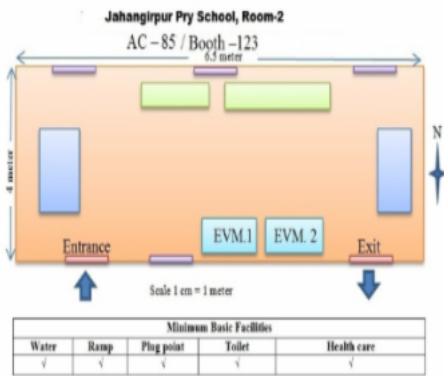 Jahangirpur Pry School, Room-2
AC – 85 / Booth –123
6.5 meter
4 meter
N
EVM.1
EVM. 2
Entrance
Exit
Scale 1 cm = 1 meter
Minimum Basic Facilities
Water Ramp Plug point Toilet Health care
√ √ √ √ √